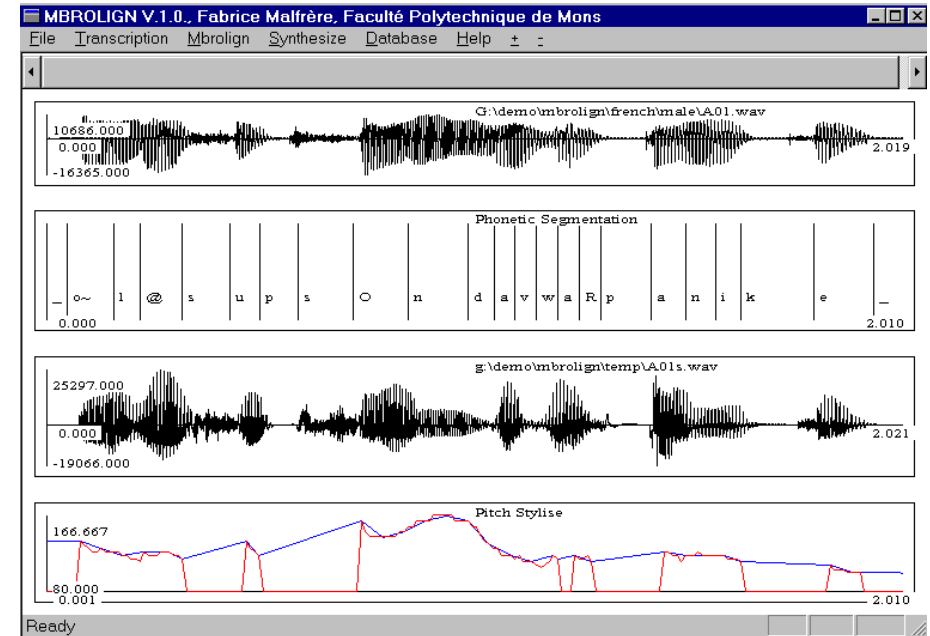 MBROLIGN V.1.0., Fabrice Malfrère, Faculté Polytechnique de Mons
File Transcription Mbrolign Synthesize Database Help + -
G:\demo\mbrolign\french\male\A01.wav
10686.000
0.000 2.019
-16365.000
Phonetic Segmentation
_ o~ l @ s u p s O n d a v w a R p a n i k e _
0.000 2.010
g:\demo\mbrolign\temp\A01s.wav
25297.000
0.000 2.021
-19066.000
Pitch Stylise
166.667
80.000
0.001 2.010
Ready